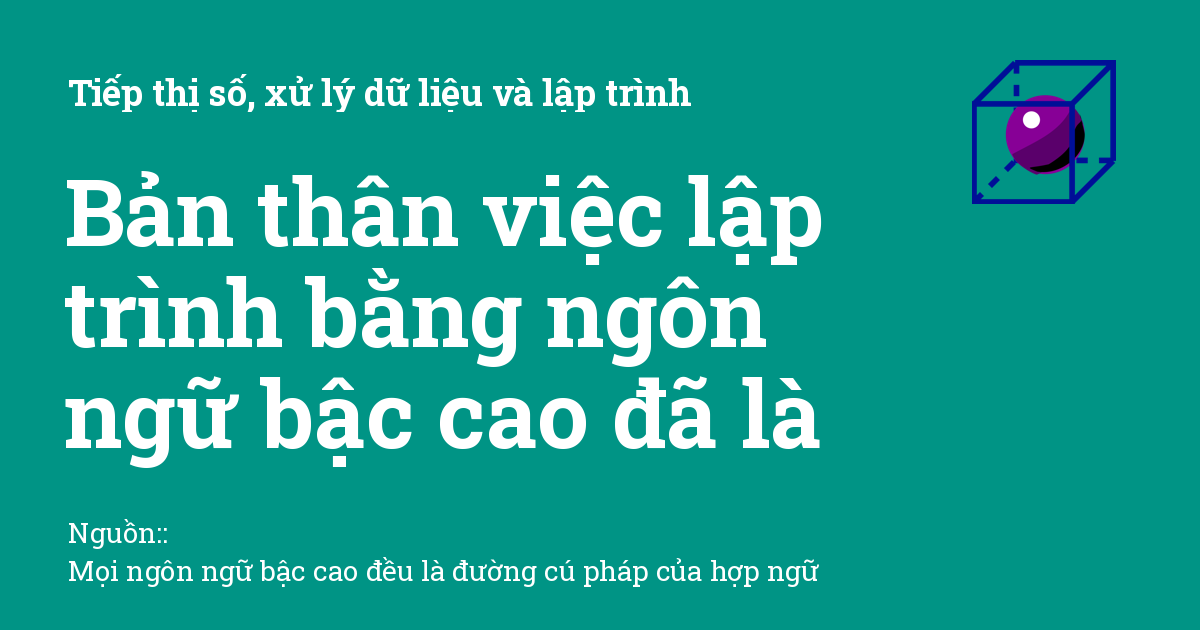 Tiếp thị số, xử lý dữ liệu và lập trình
Bản thân việc lập
trình bằng ngôn
ngữ bậc cao đã là
Nguồn::
Mọi ngôn ngữ bậc cao đều là đường cú pháp của hợp ngữ